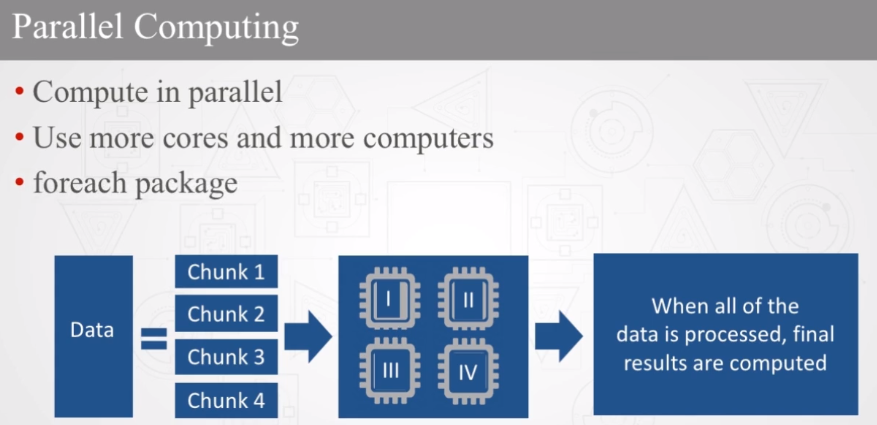 Parallel Computing
• Compute in parallel
• Use more cores and more computers
• foreach package
Data
Chunk 1
Chunk 2
Chunk 3
Chunk 4
I
II
III
IV
When all of the
data is processed, final
results are computed